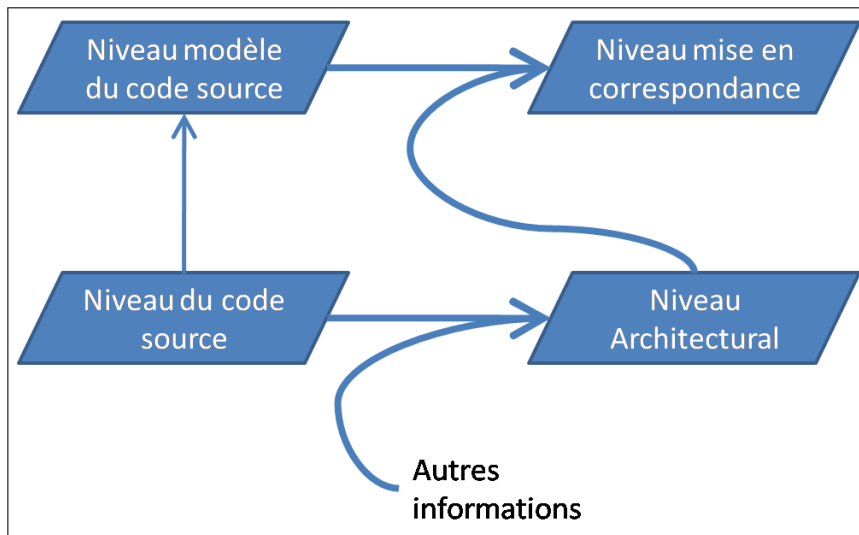 Niveau modèle
du code source
Niveau mise en
correspondance
Niveau du code
source
Niveau
Architectural
Autres
informations